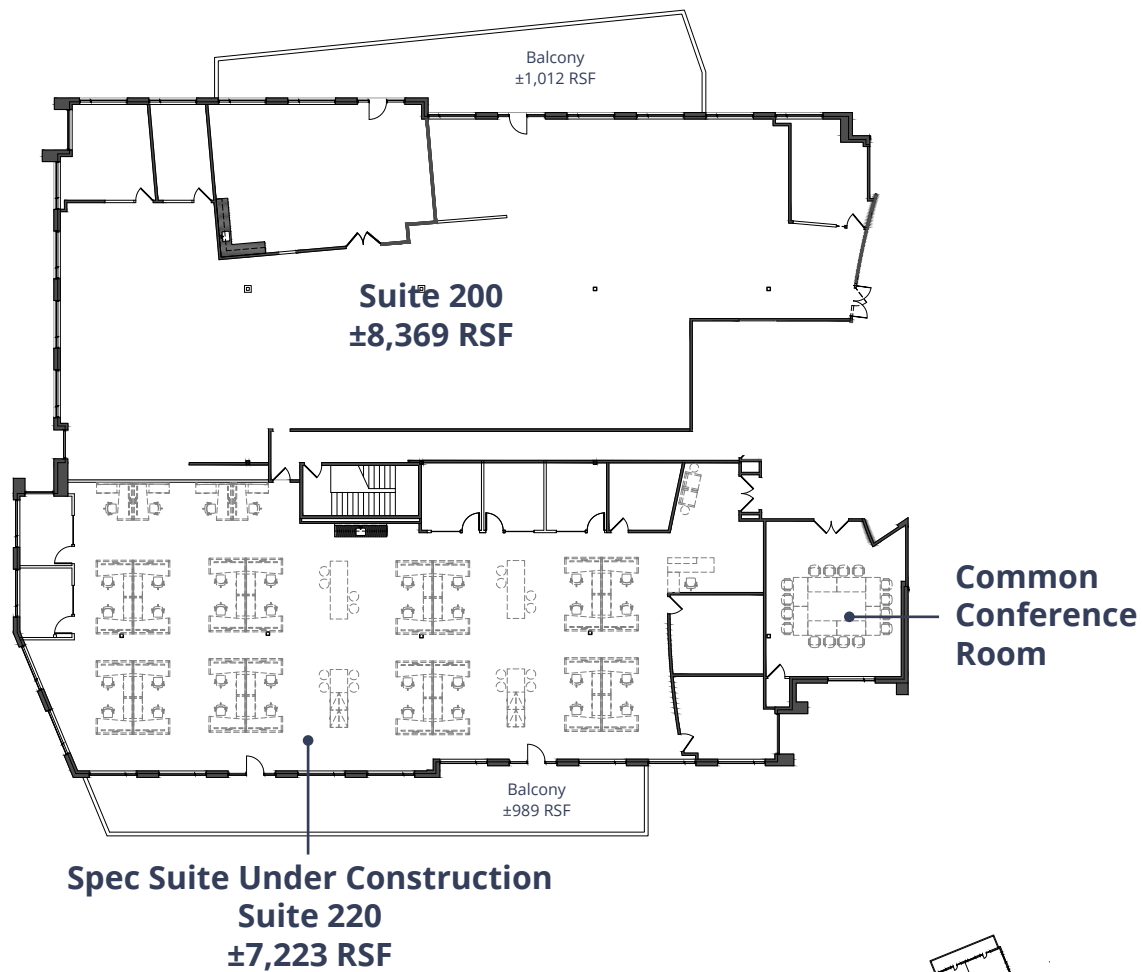 Balcony
±1,012 RSF
Suite 200
±8,369 RSF
Common
Conference
Room
Balcony
±989 RSF
Spec Suite Under Construction
Suite 220
±7,223 RSF